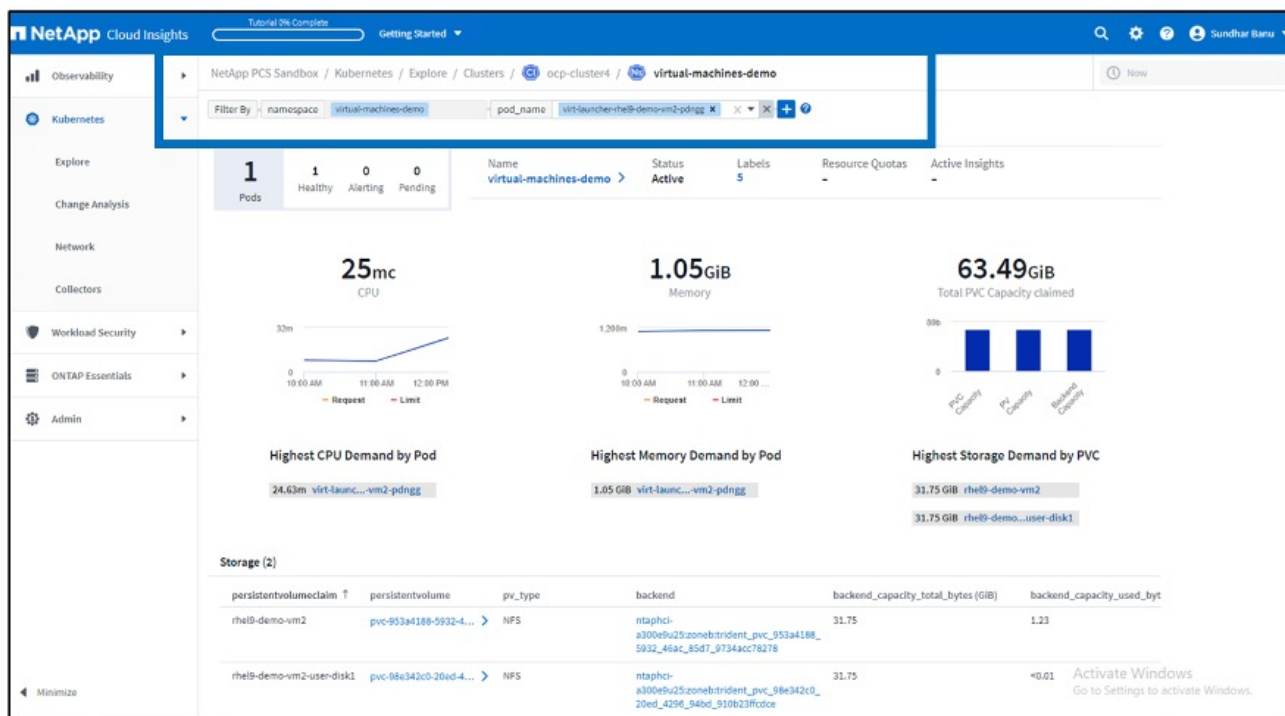 Tutorial 0% Complete
NetApp Cloud Insights
Getting Started
Sundhar Banu
Observability
NetApp PCS Sandbox / Kubernetes / Explore / Clusters / CI ocp-cluster4 / virtual-machines-demo
Now
Kubernetes
Filter By namespace virtual-machines-demo pod_name virt-launcher-rhel9-demo-vm2-pdngg
Explore
Change Analysis
Network
Collectors
Workload Security
ONTAP Essentials
Admin
Minimize
1 Pods
1 Healthy
0 Alerting
0 Pending
Name
virtual-machines-demo
Status
Active
Labels
5
Resource Quotas
-
Active Insights
-
25mc
CPU
32m
0
10:00 AM 11:00 AM 12:00 PM
Request Limit
1.05GiB
Memory
1,200m
0
10:00 AM 11:00 AM 12:00 ...
Request Limit
63.49GiB
Total PVC Capacity claimed
80b
0
PVC Capacity
PV Capacity
Backend Capacity
Highest CPU Demand by Pod
24.63m virt-launc...-vm2-pdngg
Highest Memory Demand by Pod
1.05 GiB virt-launc...-vm2-pdngg
Highest Storage Demand by PVC
31.75 GiB rhel9-demo-vm2
31.75 GiB rhel9-demo...user-disk1
Storage (2)
persistentvolumeclaim ↑ persistentvolume pv_type backend backend_capacity_total_bytes (GiB) backend_capacity_used_byt
rhel9-demo-vm2 pvc-953a4188-5932-4... NFS ntaphci- 31.75 1.23
a300e9u25:zoneb:trident_pvc_953a4188_
5932_46ac_85d7_9734acc78278
rhel9-demo-vm2-user-disk1 pvc-98e342c0-20ed-4... NFS ntaphci- 31.75 <0.01
a300e9u25:zoneb:trident_pvc_98e342c0_
20ed_4296_94bd_910b23ffcdce
Activate Windows
Go to Settings to activate Windows.